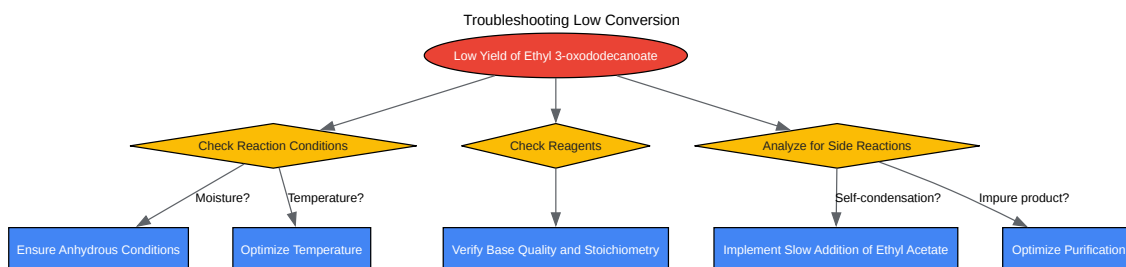 Troubleshooting Low Conversion
Low Yield of Ethyl 3-oxododecanoate
Check Reaction Conditions
Check Reagents
Analyze for Side Reactions
Moisture?
Temperature?
Self-condensation?
Impure product?
Ensure Anhydrous Conditions
Optimize Temperature
Verify Base Quality and Stoichiometry
Implement Slow Addition of Ethyl Acetate
Optimize Purification